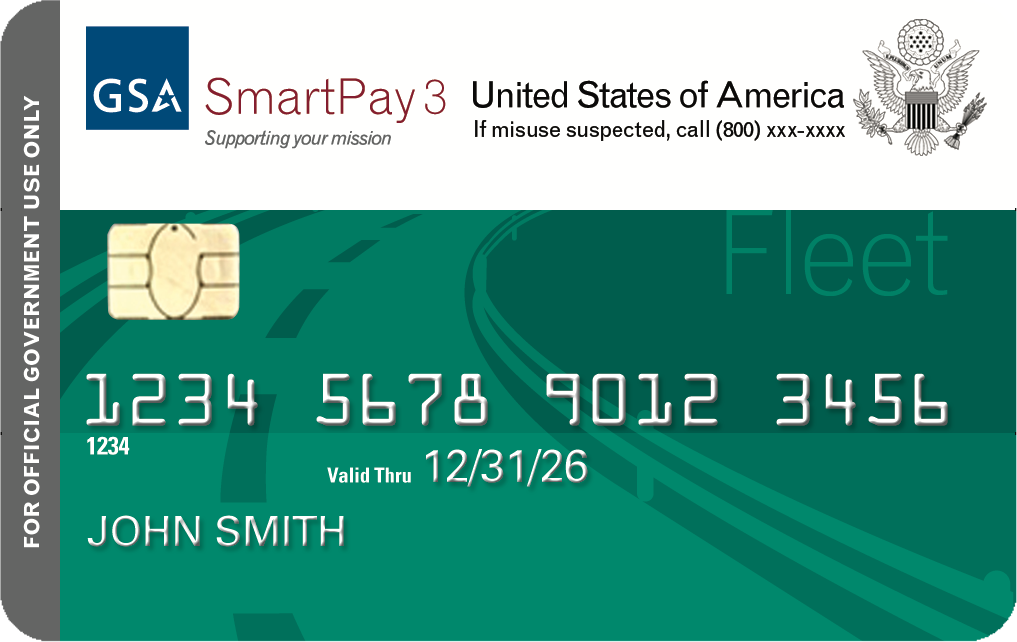 FOR OFFICIAL GOVERNMENT USE ONLY
GSA
SmartPay 3
Supporting your mission
United States of America
If misuse suspected, call (800) xxx-xxxx
Fleet
1234 5678 9012 3456
1234
Valid Thru 12/31/26
JOHN SMITH